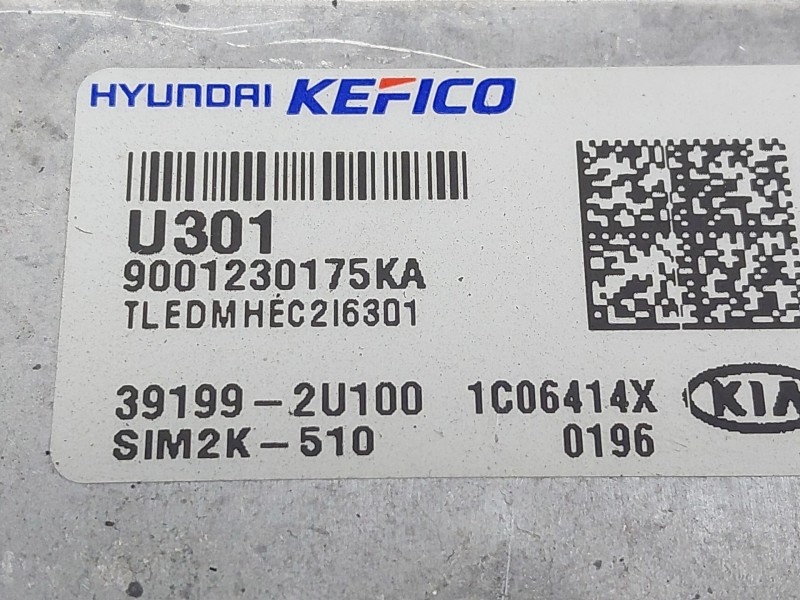 HYUNDAI KEFICO
U301
9001230175KA
TLEDMHEC2I6301
39199-2U100 1C06414X KIA
SIM2K-510 0196